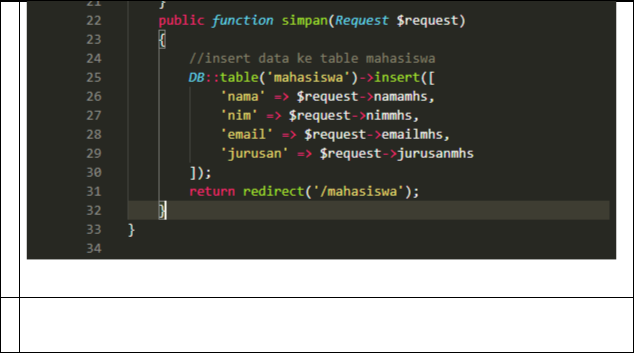 21 }
22 public function simpan(Request $request)
23 {
24 //insert data ke table mahasiswa
25 DB::table('mahasiswa')->insert([
26 'nama' => $request->namamhs,
27 'nim' => $request->nimmhs,
28 'email' => $request->emailmhs,
29 'jurusan' => $request->jurusanmhs
30 ]);
31 return redirect('/mahasiswa');
32 }
33 }
34